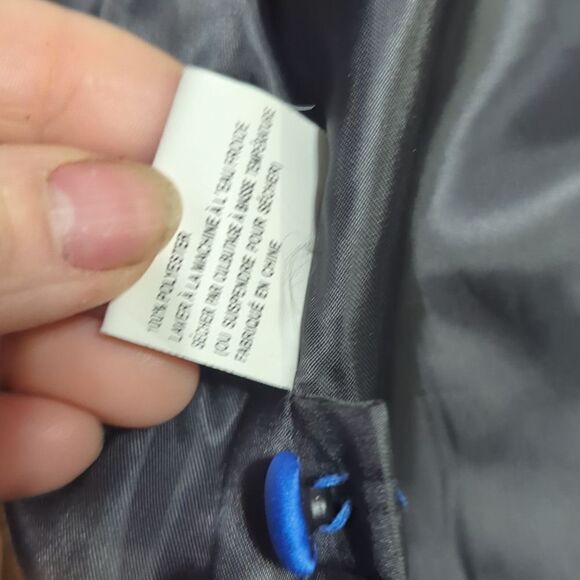 100% POLYESTER
LAVER À LA MACHINE À L'EAU FROIDE
SÉCHER PAR CULBUTAGE À BASSE TEMPÉRATURE
(OU SUSPENDRE POUR SÉCHER)
FABRIQUÉ EN CHINE